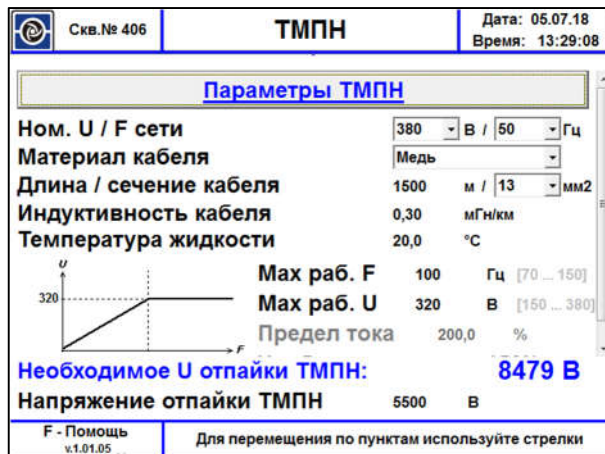 Скв.№ 406
ТМПН
Дата: 05.07.18
Время: 13:29:08
Параметры ТМПН
Ном. U / F сети 380 В / 50 Гц
Материал кабеля Медь
Длина / сечение кабеля 1500 м / 13 мм2
Индуктивность кабеля 0,30 мГн/км
Температура жидкости 20,0 °C
U
320
F
Мах раб. F 100 Гц [70 ... 150]
Мах раб. U 320 В [150 ... 380]
Предел тока 200,0 %
Необходимое U отпайки ТМПН: 8479 В
Напряжение отпайки ТМПН 5500 В
F - Помощь
v.1.01.05
Для перемещения по пунктам используйте стрелки